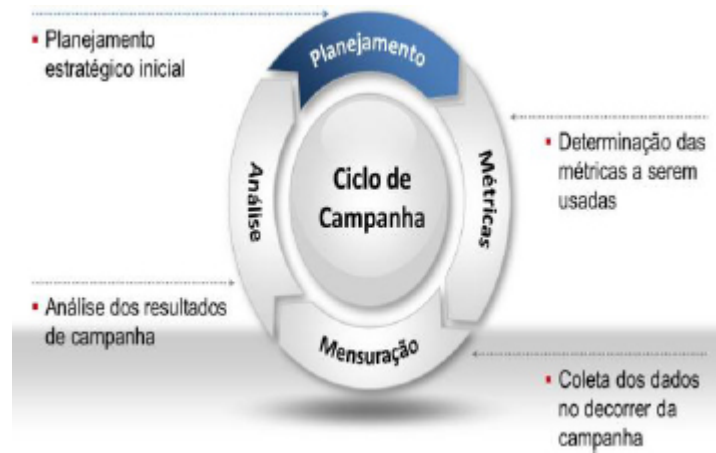 Planejamento
▪ Planejamento
estratégico inicial
Métricas
▪ Determinação das
métricas a serem
usadas
Ciclo de
Campanha
Análise
▪ Análise dos resultados
de campanha
Mensuração
▪ Coleta dos dados
no decorrer da
campanha